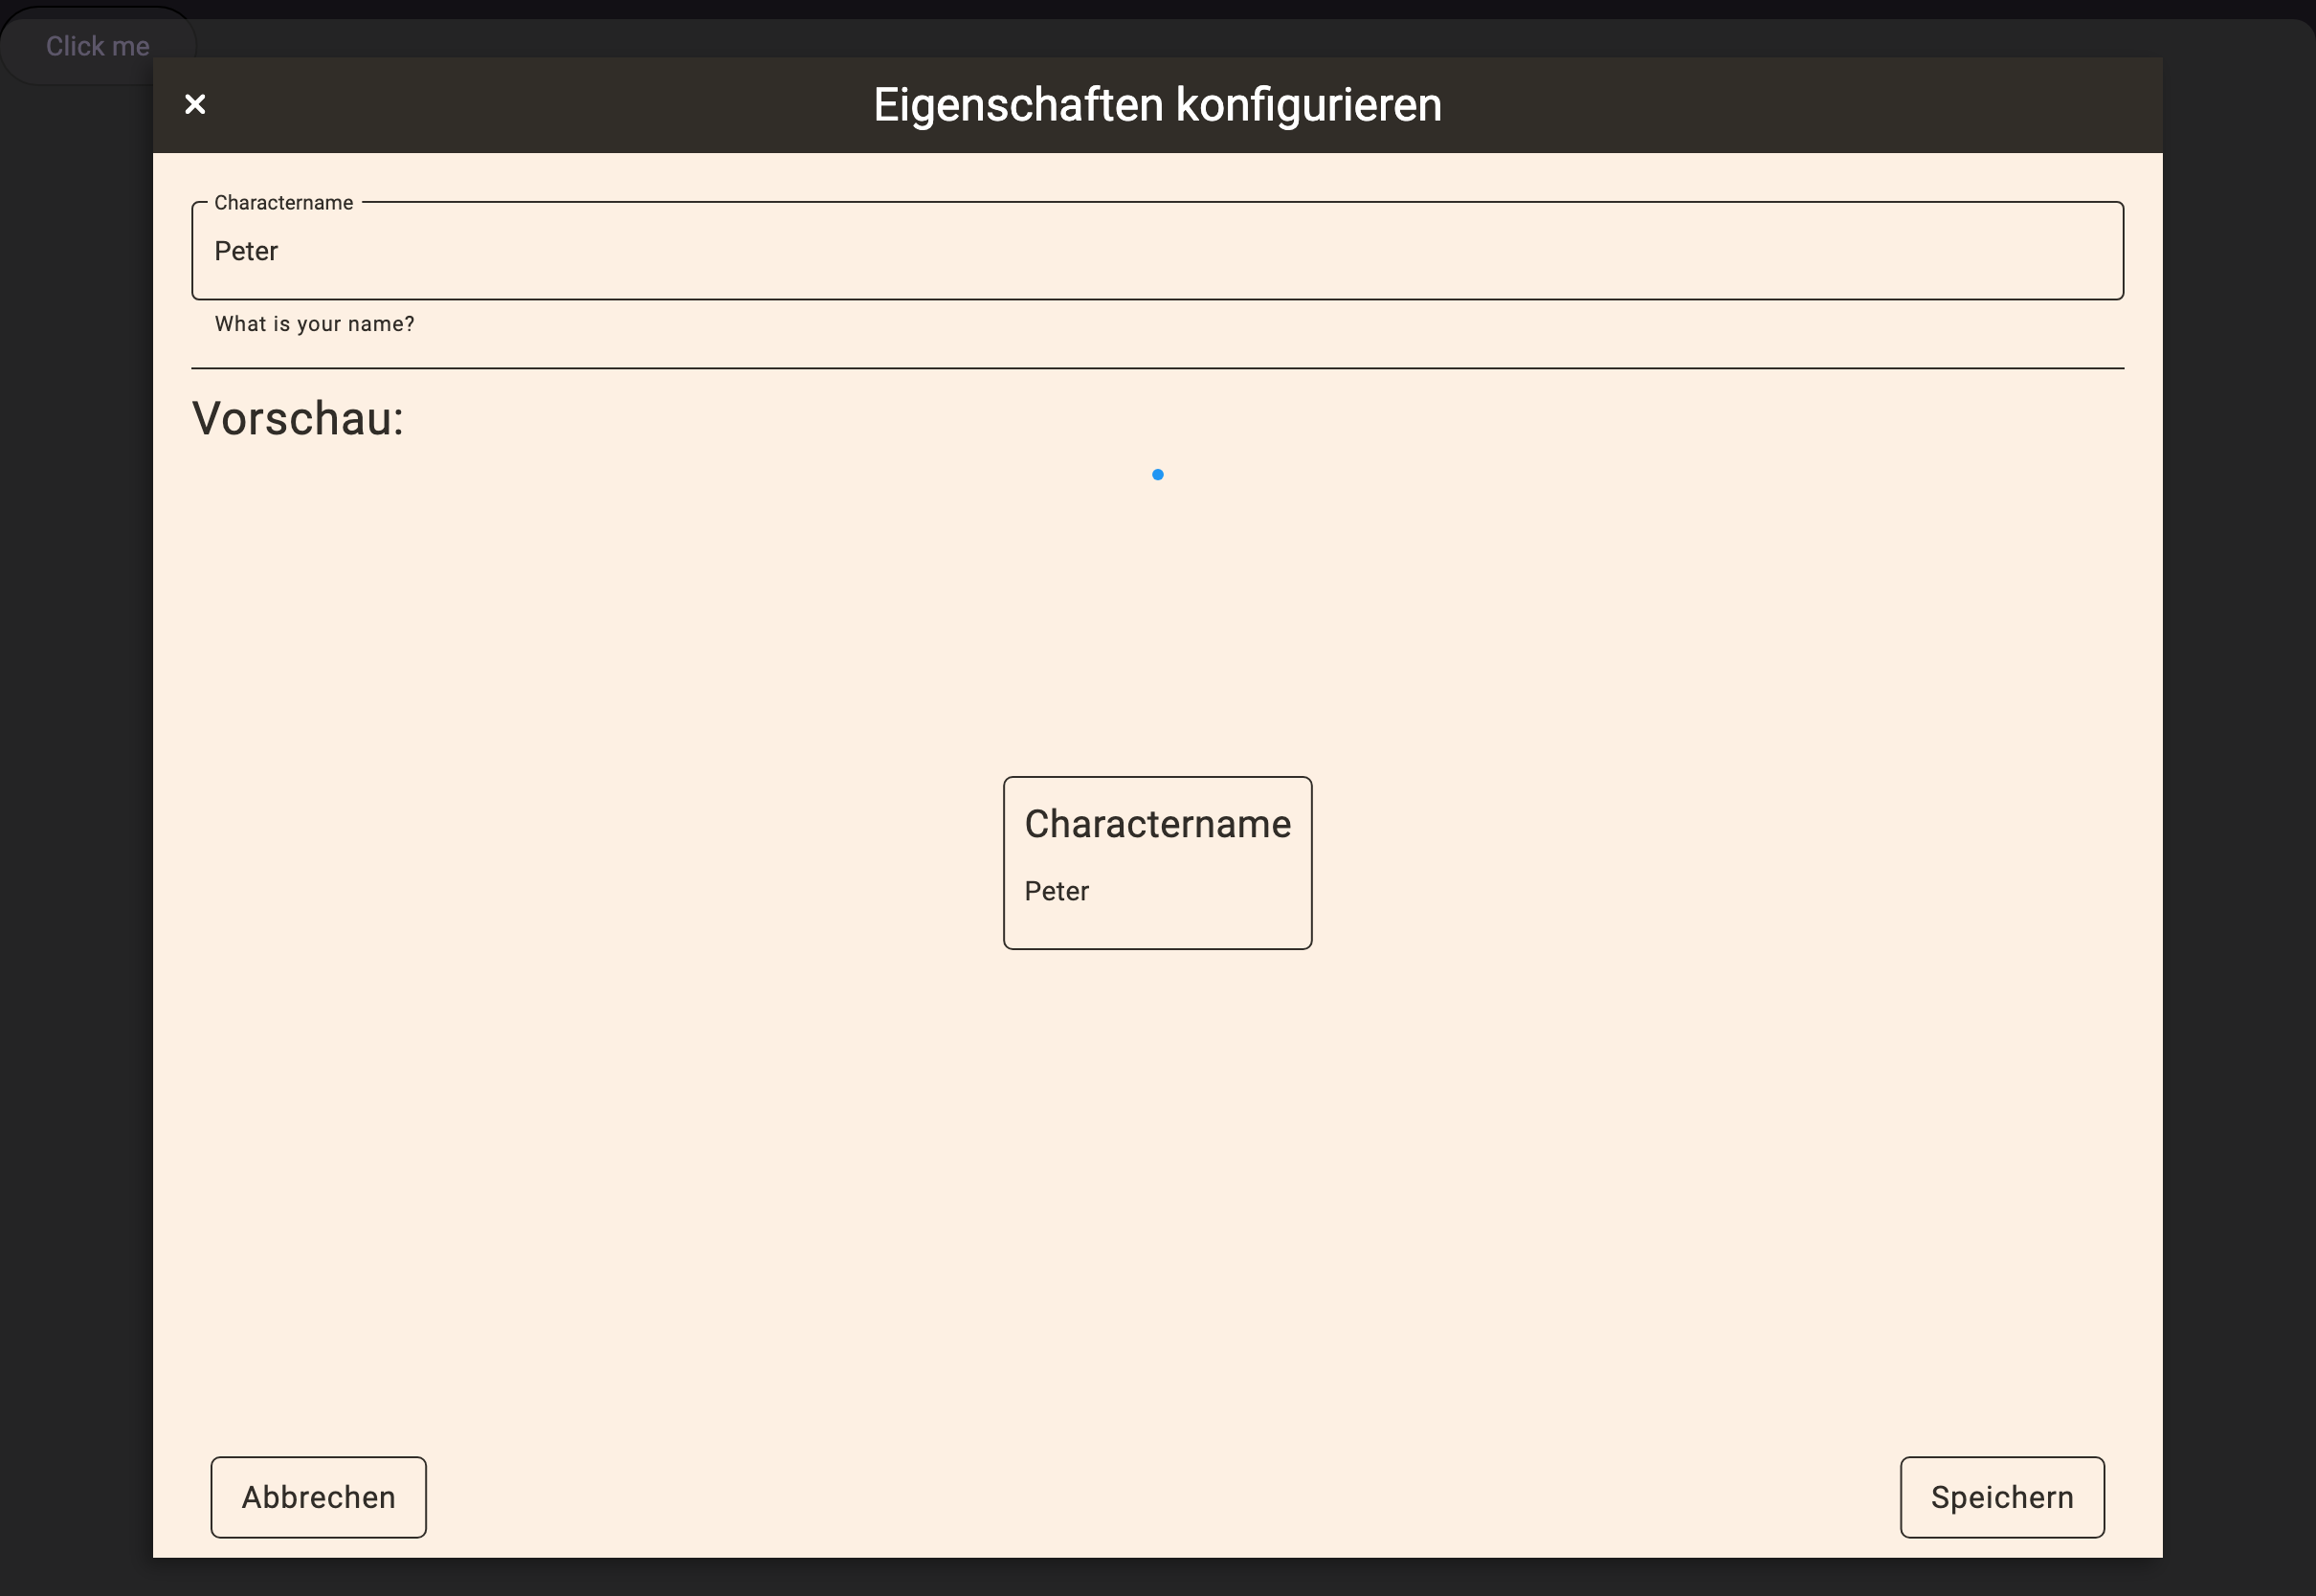 Click me
Eigenschaften konfigurieren
Charactername
Peter
What is your name?
Vorschau:
Charactername
Peter
Abbrechen
Speichern